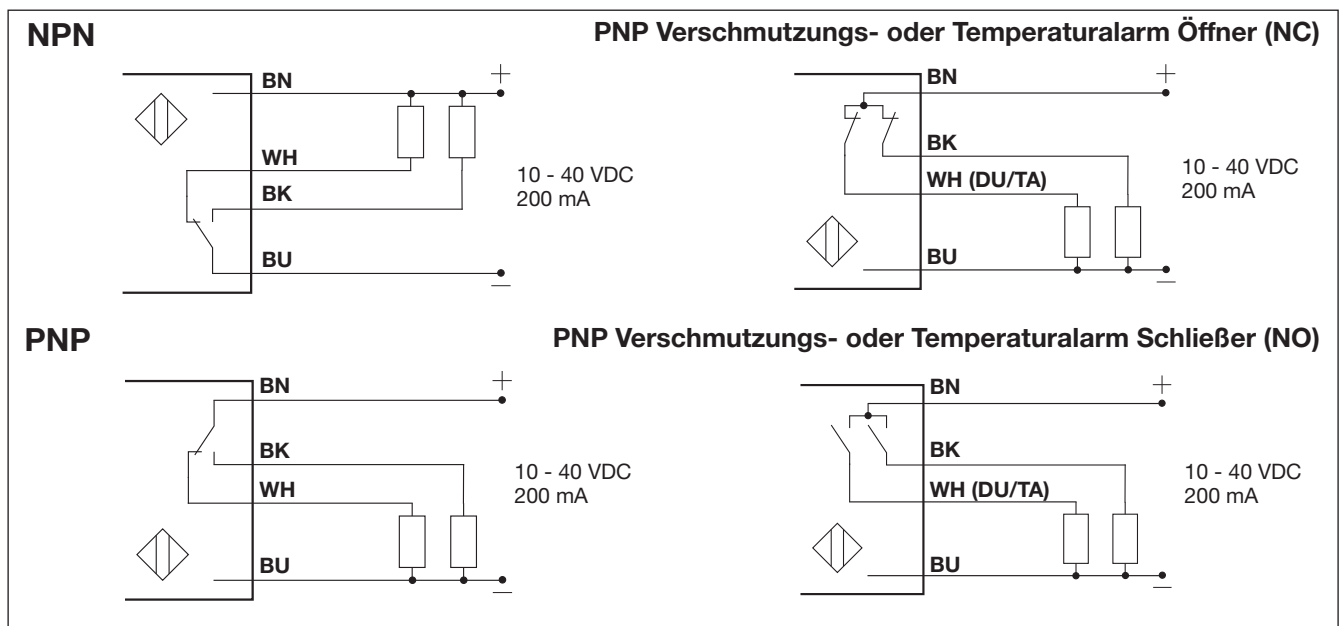 NPN
BN
+
WH
BK
10 - 40 VDC
200 mA
BU
–
PNP Verschmutzungs- oder Temperaturalarm Öffner (NC)
BN
+
BK
WH (DU/TA)
10 - 40 VDC
200 mA
BU
–
PNP
BN
+
BK
WH
10 - 40 VDC
200 mA
BU
–
PNP Verschmutzungs- oder Temperaturalarm Schließer (NO)
BN
+
BK
WH (DU/TA)
10 - 40 VDC
200 mA
BU
–